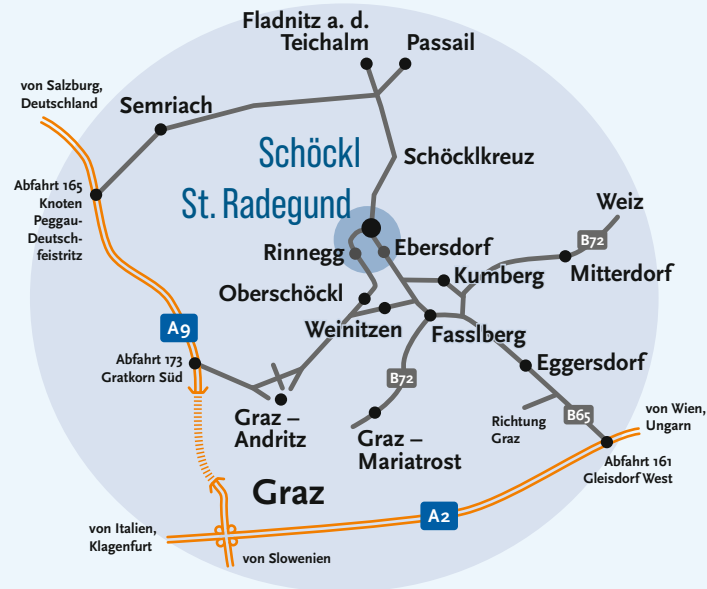 Fladnitz a. d.
Teichalm
Passail
von Salzburg,
Deutschland
Semriach
Schöckl
St. Radegund
Schöcklkreuz
Abfahrt 165
Knoten
Peggau-
Deutsch-
feistritz
Weiz
B72
Rinnegg
Ebersdorf
Kumberg
Mitterdorf
Oberschöckl
Weinitzen
Fasslberg
A9
Abfahrt 173
Gratkorn Süd
Eggersdorf
B72
Graz –
Andritz
Graz –
Mariatrost
Richtung
Graz
B65
von Wien,
Ungarn
Abfahrt 161
Gleisdorf West
Graz
A2
von Italien,
Klagenfurt
von Slowenien